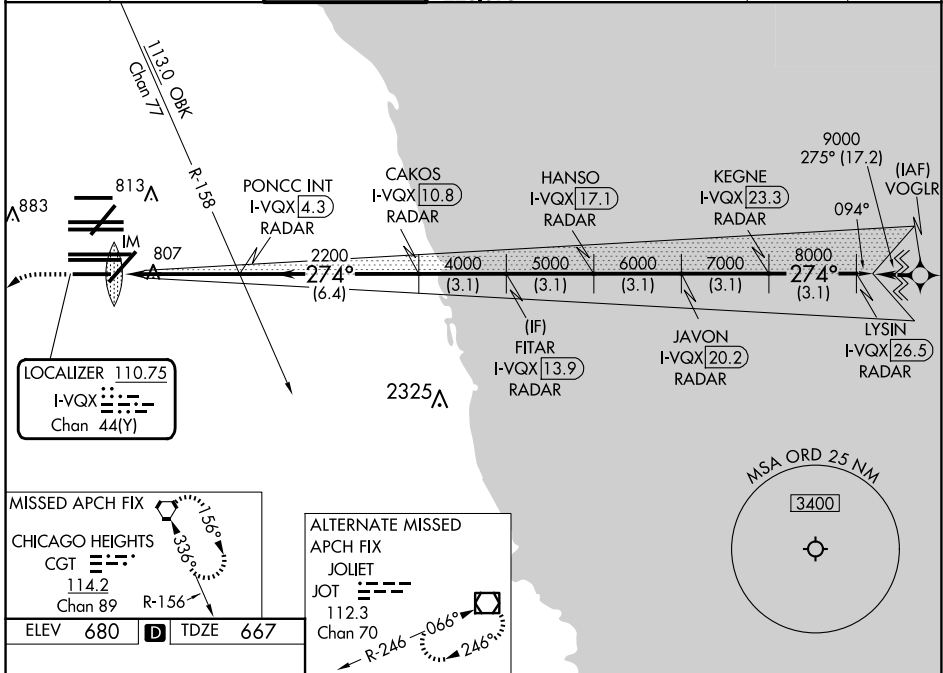 113.0 OBK
Chan 77
R-158
883
813
IM
807
PONCC INT
I-VQX 4.3
RADAR
CAKOS
I-VQX 10.8
RADAR
HANSO
I-VQX 17.1
RADAR
KEGNE
I-VQX 23.3
RADAR
9000
275° (17.2)
094°
(IAF)
VOGLR
2200
274°
(6.4)
4000
(3.1)
5000
(3.1)
6000
(3.1)
7000
(3.1)
8000
274°
(3.1)
(IF)
FITAR
I-VQX 13.9
RADAR
JAVON
I-VQX 20.2
RADAR
LYSIN
I-VQX 26.5
RADAR
LOCALIZER 110.75
I-VQX
Chan 44(Y)
2325
MSA ORD 25 NM
3400
MISSED APCH FIX
CHICAGO HEIGHTS
CGT
114.2
Chan 89
156°
336°
R-156
ALTERNATE MISSED
APCH FIX
JOLIET
JOT
112.3
Chan 70
R-246
066°
246°
ELEV 680 D TDZE 667